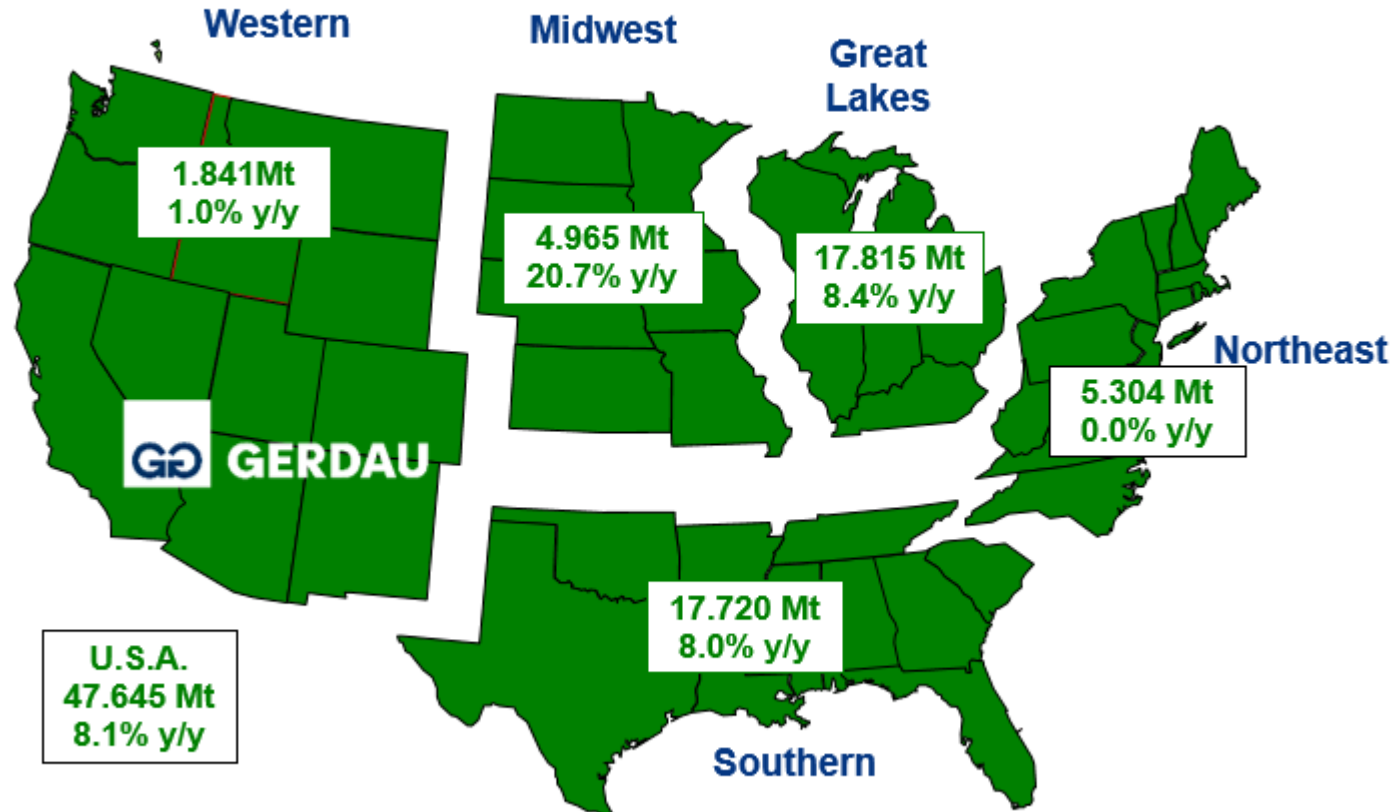 Western
Midwest
Great
Lakes
1.841Mt
1.0% y/y
4.965 Mt
20.7% y/y
17.815 Mt
8.4% y/y
Northeast
5.304 Mt
0.0% y/y
GERDAU
17.720 Mt
8.0% y/y
U.S.A.
47.645 Mt
8.1% y/y
Southern